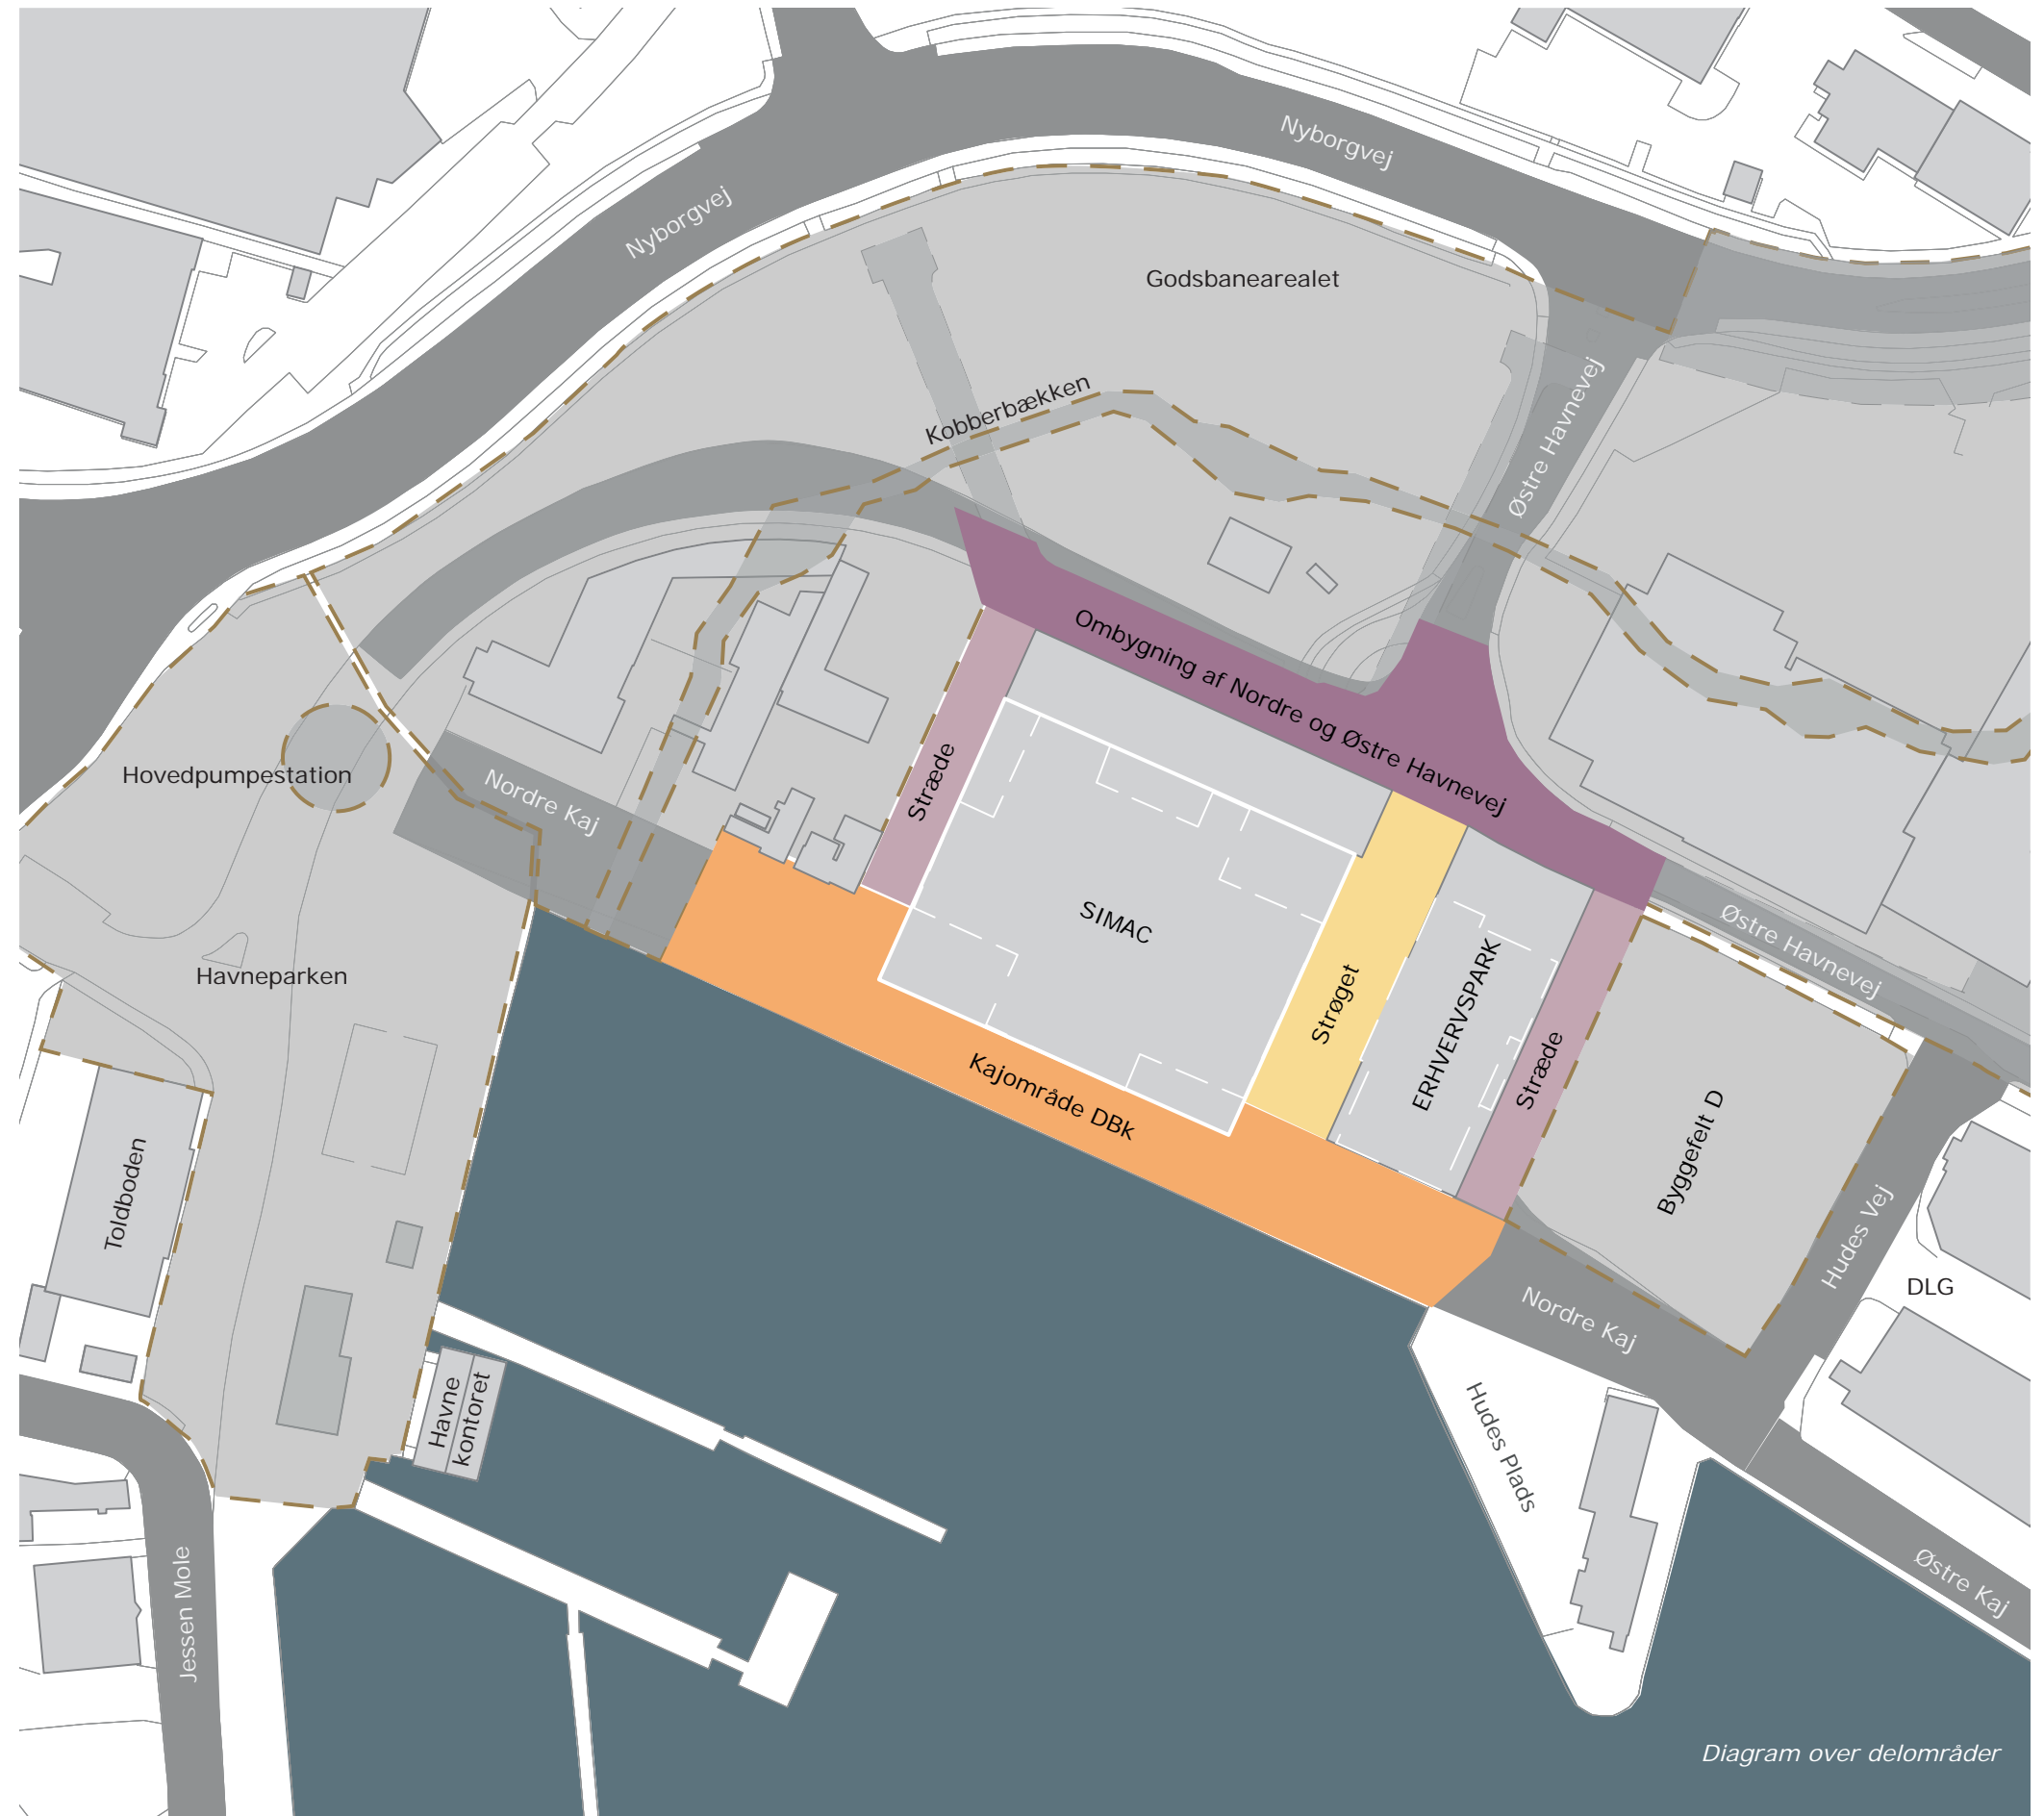 Nyborgvej
Nyborgvej
Godsbanearealet
Kobberbækken
Østre Havnevej
Ombygning af Nordre og Østre Havnevej
Hovedpumpestation
Nordre Kaj
Stræde
SIMAC
Strøget
ERHVERVSPARK
Stræde
Østre Havnevej
Havneparken
Kajområde DBK
Byggefelt D
Toldboden
Hudes Vej
DLG
Nordre Kaj
Havne
kontoret
Hudes Plads
Jessen Mole
Østre Kaj
Diagram over delområder